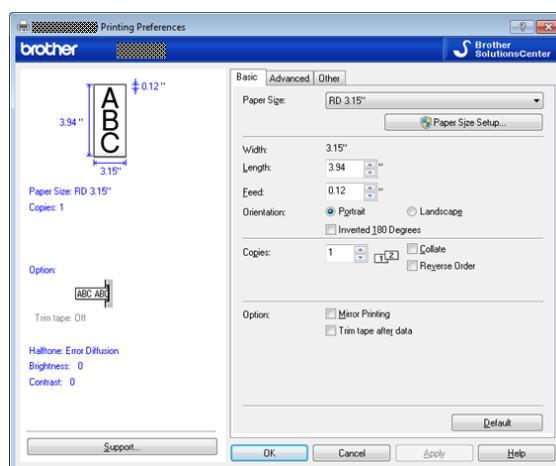 Printing Preferences
brother
Brother
SolutionsCenter
A
B
C
0.12 "
3.94 "
3.15"
Paper Size: RD 3.15"
Copies: 1
Option:
ABC ABC
Trim tape: Off
Halftone: Error Diffusion
Brightness: 0
Contrast: 0
Support...
Basic Advanced Other
Paper Size: RD 3.15"
Paper Size Setup...
Width: 3.15"
Length: 3.94 "
Feed: 0.12 "
Orientation: Portrait Landscape
Inverted 180 Degrees
Copies: 1 1 2 Collate
Reverse Order
Option: Mirror Printing
Trim tape after data
Default
OK Cancel Apply Help